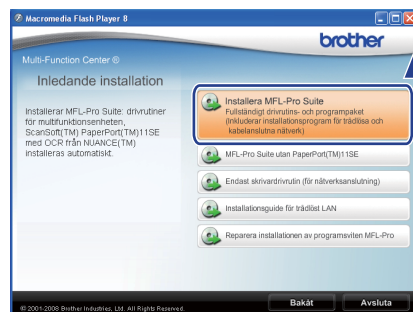 Macromedia Flash Player 8
brother
Multi-Function Center ®
Inledande installation
Installerar MFL-Pro Suite: drivrutiner
för multifunktionsenheten,
ScanSoft(TM) PaperPort(TM)11SE
med OCR från NUANCE(TM)
installeras automatiskt.
Installera MFL-Pro Suite
Fullständigt drivrutins- och programpaket
(Inkluderar installationsprogram för trådlösa och
kabelanslutna nätverk)
MFL-Pro Suite utan PaperPort(TM)11SE
Endast skrivardrivrutin (för nätverksanslutning)
Installationsguide för trådlöst LAN
Reparera installationen av programsviten MFL-Pro
© 2001-2008 Brother Industries, Ltd. All Rights Reserved.
Bakåt
Avsluta